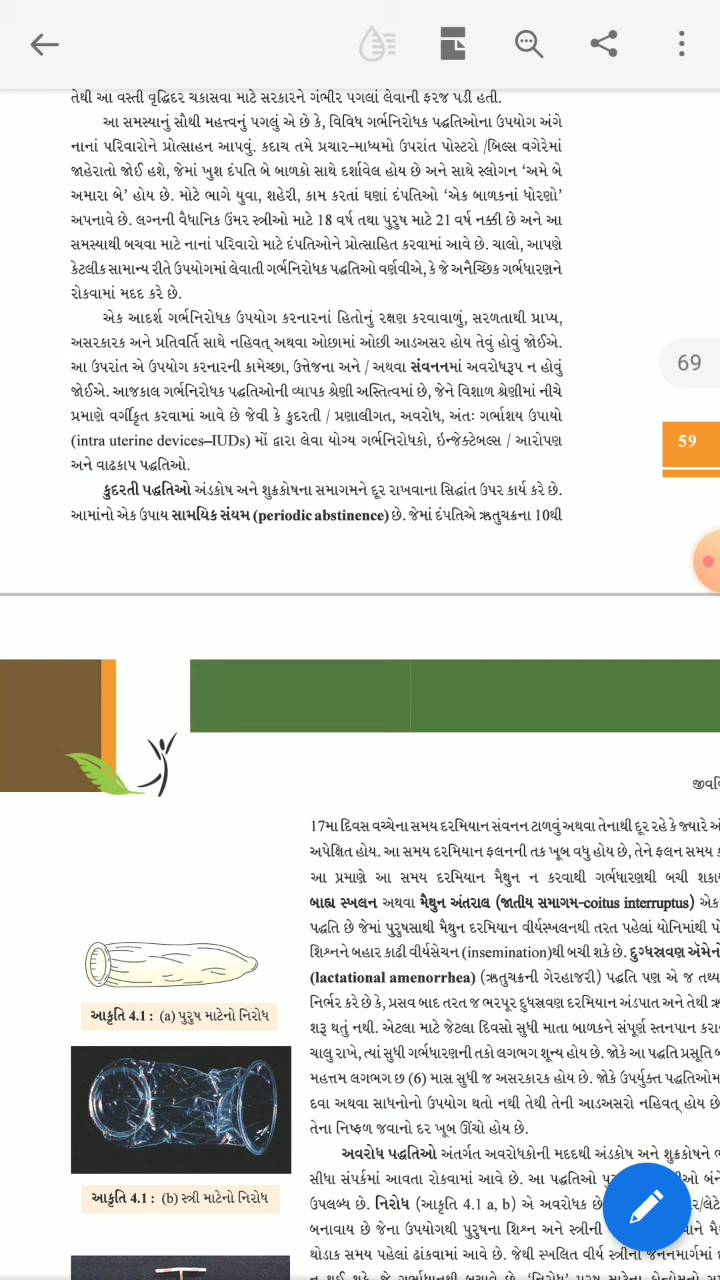 તેથી આ વસ્તી વૃદ્ધિદર ચકાસવા માટે સરકારને ગંભીર પગલાં લેવાની ફરજ પડી હતી.
આ સમસ્યાનું સૌથી મહત્ત્વનું પગલું એ છે કે, વિવિધ ગર્ભનિરોધક પદ્ધતિઓના ઉપયોગ અંગે
નાનાં પરિવારોને પ્રોત્સાહન આપવું. કદાચ તમે પ્રચાર-માધ્યમો ઉપરાંત પોસ્ટરો /બિલ્સ વગેરેમાં
જાહેરાતો જોઈ હશે, જેમાં ખુશ દંપતિ બે બાળકો સાથે દર્શાવેલ હોય છે અને સાથે સ્લોગન ‘અમે બે
અમારા બે’ હોય છે. મોટે ભાગે યુવા, શહેરી, કામ કરતાં ઘણાં દંપતિઓ ‘એક બાળકનાં ધોરણો’
અપનાવે છે. લગ્નની વૈધાનિક ઉંમર સ્ત્રીઓ માટે 18 વર્ષ તથા પુરુષ માટે 21 વર્ષ નક્કી છે અને આ
સમસ્યાથી બચવા માટે નાનાં પરિવારો માટે દંપતિઓને પ્રોત્સાહિત કરવામાં આવે છે. ચાલો, આપણે
કેટલીક સામાન્ય રીતે ઉપયોગમાં લેવાતી ગર્ભનિરોધક પદ્ધતિઓ વર્ણવીએ, કે જે અનૈચ્છિક ગર્ભધારણને
રોકવામાં મદદ કરે છે.
એક આદર્શ ગર્ભનિરોધક ઉપયોગ કરનારનાં હિતોનું રક્ષણ કરવાવાળું, સરળતાથી પ્રાપ્ય,
અસરકારક અને પ્રતિવર્તિ સાથે નહિવત્ અથવા ઓછામાં ઓછી આડઅસર હોય તેવું હોવું જોઈએ.
આ ઉપરાંત એ ઉપયોગ કરનારની કામેચ્છા, ઉત્તેજના અને / અથવા સંવનનમાં અવરોધરૂપ ન હોવું
જોઈએ. આજકાલ ગર્ભનિરોધક પદ્ધતિઓની વ્યાપક શ્રેણી અસ્તિત્વમાં છે, જેને વિશાળ શ્રેણીમાં નીચે
પ્રમાણે વર્ગીકૃત કરવામાં આવે છે જેવી કે કુદરતી / પ્રણાલીગત, અવરોધ, અંતઃ ગર્ભાશય ઉપાયો
(intra uterine devices–IUDs) મોં દ્વારા લેવા યોગ્ય ગર્ભનિરોધકો, ઇન્જેક્ટેબલ્સ / આરોપણ
અને વાઢકાપ પદ્ધતિઓ.
69
59
કુદરતી પદ્ધતિઓ અંડકોષ અને શુક્રકોષના સમાગમને દૂર રાખવાના સિદ્ધાંત ઉપર કાર્ય કરે છે.
આમાંનો એક ઉપાય સામયિક સંયમ (periodic abstinence) છે. જેમાં દંપતિએ ઋતુચક્રના 10થી
17મા દિવસ વચ્ચેના સમય દરમિયાન સંવનન ટાળવું અથવા તેનાથી દૂર રહે કે જ્યારે
અપેક્ષિત હોય. આ સમય દરમિયાન ફલનની તક ખૂબ વધુ હોય છે, તેને ફલન સમય
આ પ્રમાણે આ સમય દરમિયાન મૈથુન ન કરવાથી ગર્ભધારણથી બચી
બાહ્ય સ્ખલન અથવા મૈથુન અંતરાલ (જાતીય સમાગમ-coitus interruptus) એક
પદ્ધતિ છે જેમાં પુરુષસાથી મૈથુન દરમિયાન વીર્યસ્ખલનથી તરત પહેલાં યોનિમાંથી
શિશ્નને બહાર કાઢી વીર્યસેચન (insemination)થી બચી શકે છે. દુગ્ધસ્રવણ
(lactational amenorrhea) (ઋતુચક્રની ગેરહાજરી) પદ્ધતિ પણ એ જ તથ્ય
નિર્ભર કરે છે કે, પ્રસવ બાદ તરત જ ભરપૂર દુધસ્રવણ દરમિયાન અંડપાત અને તેથી
શરૂ થતું નથી. એટલા માટે જેટલા દિવસો સુધી માતા બાળકને સંપૂર્ણ સ્તનપાન
ચાલુ રાખે, ત્યાં સુધી ગર્ભધારણની તકો લગભગ શૂન્ય હોય છે. જોકે આ પદ્ધતિ પ્રસૂતિ
મહત્તમ લગભગ છ (6) માસ સુધી જ અસરકારક હોય છે. જોકે ઉપર્યુક્ત
દવા અથવા સાધનોનો ઉપયોગ થતો નથી તેથી તેની આડઅસરો નહિવત્ હોય
તેના નિષ્ફળ જવાનો દર ખૂબ ઊંચો હોય છે.
અવરોધ પદ્ધતિઓ અંતર્ગત અવરોધકોની મદદથી અંડકોષ અને શુક્રકોષને
સીધા સંપર્કમાં આવતા રોકવામાં આવે છે. આ પદ્ધતિઓ
ઉપલબ્ધ છે. નિરોધ (આકૃતિ 4.1 a, b) એ અવરોધક
બનાવાય છે જેના ઉપયોગથી પુરુષના શિશ્ન અને સ્ત્રીની
થોડાક સમય પહેલાં ઢાંકવામાં આવે છે. જેથી સ્ખલિત વીર્ય સ્ત્રીના જનનમાર્ગમાં
આકૃતિ 4.1 : (a) પુરુષ માટેનો નિરોધ
આકૃતિ 4.1 : (b) સ્ત્રી માટેનો નિરોધ